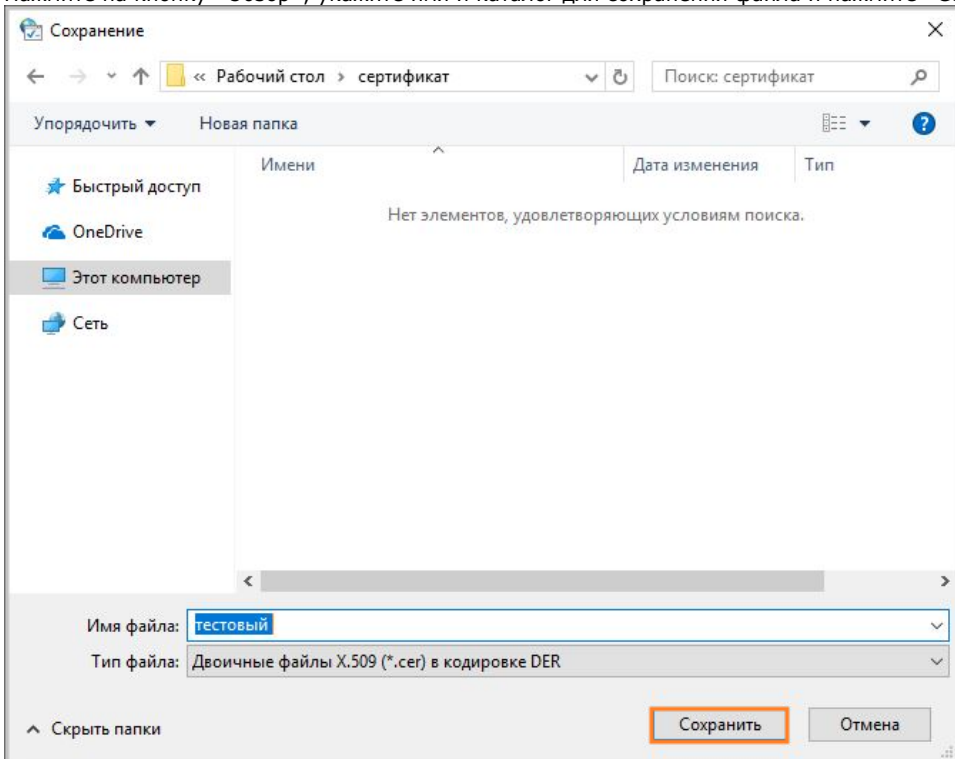 Сохранение
« Рабочий стол › сертификат
Поиск: сертификат
Упорядочить
Новая папка
Имени
Дата изменения
Тип
Быстрый доступ
OneDrive
Этот компьютер
Сеть
Нет элементов, удовлетворяющих условиям поиска.
Имя файла: тестовый
Тип файла: Двоичные файлы X.509 (*.cer) в кодировке DER
Скрыть папки
Сохранить
Отмена